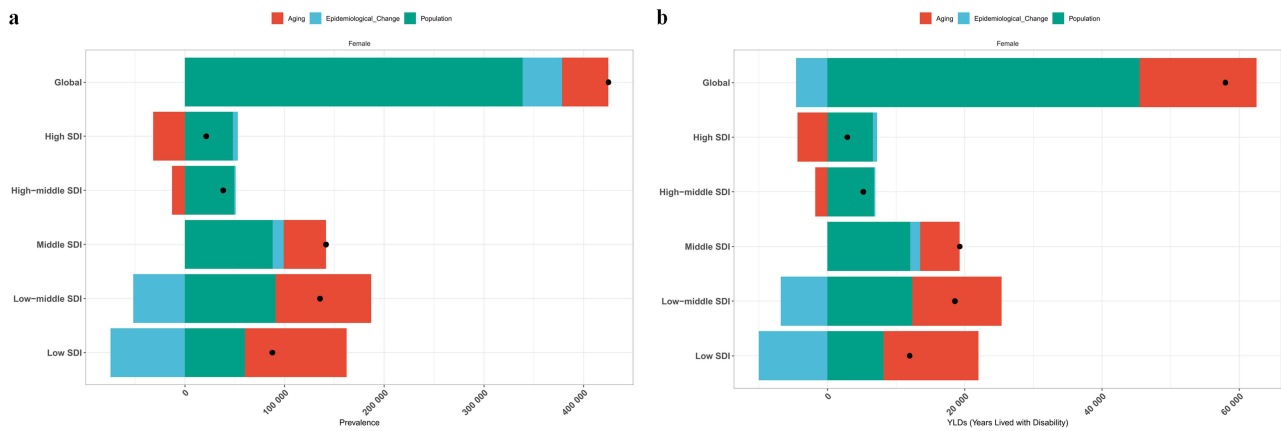 a
Aging Epidemiological_Change Population
Female
Global
High SDI
High−middle SDI
Middle SDI
Low−middle SDI
Low SDI
0 100 000 200 000 300 000 400 000
Prevalence
b
Aging Epidemiological_Change Population
Female
Global
High SDI
High−middle SDI
Middle SDI
Low−middle SDI
Low SDI
0 20 000 40 000 60 000
YLDs (Years Lived with Disability)